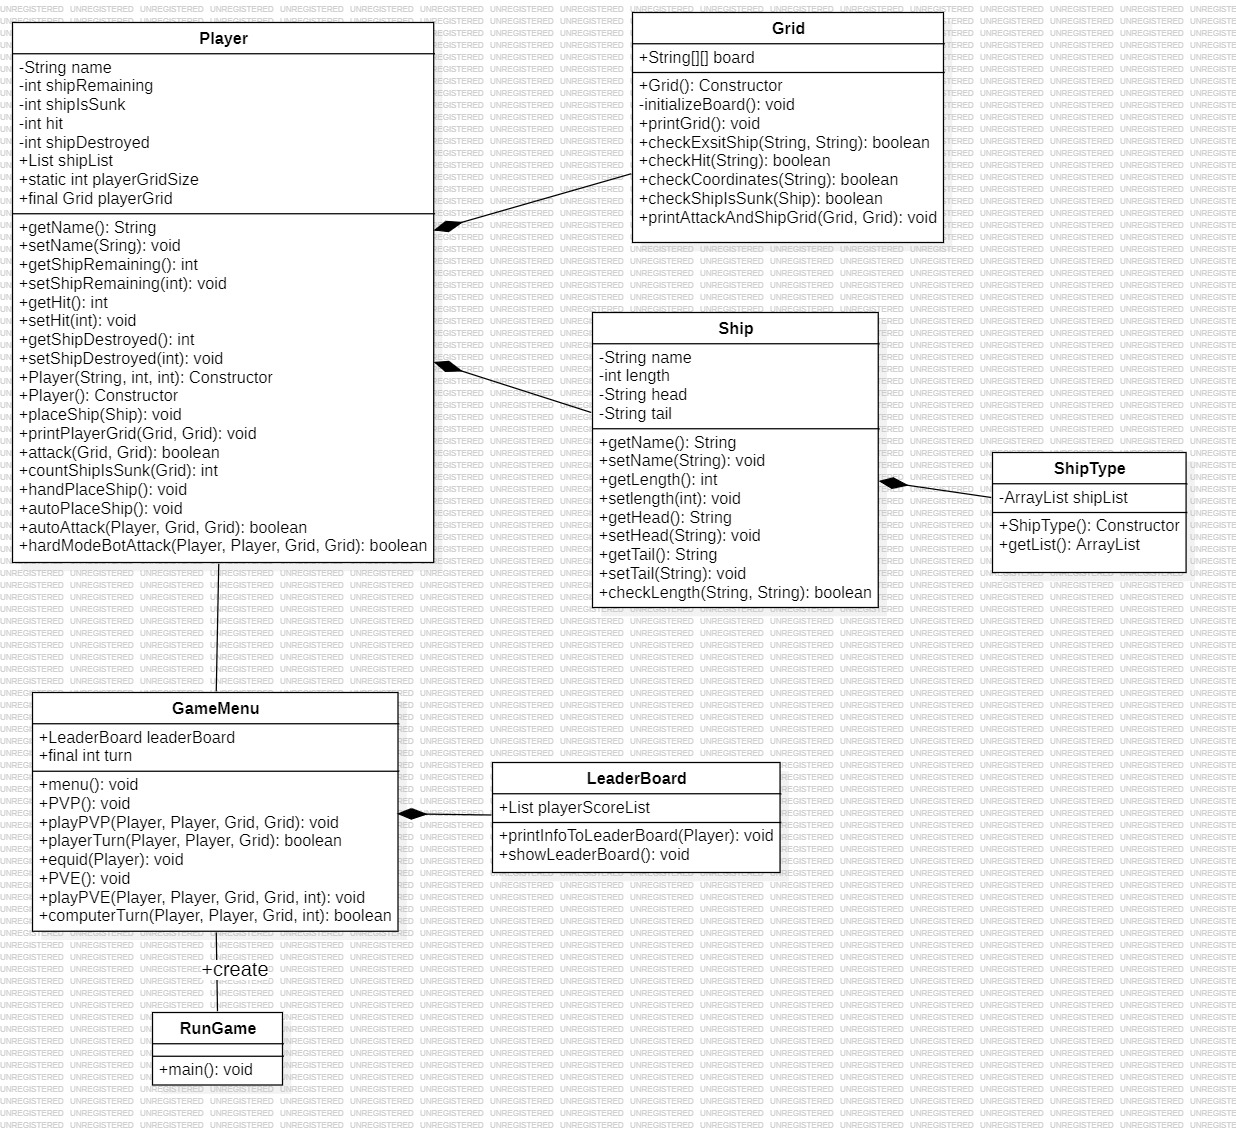 Player
-String name
-int shipRemaining
-int shipIsSunk
-int hit
-int shipDestroyed
+List shipList
+static int playerGridSize
+final Grid playerGrid
+getName(): String
+setName(Sring): void
+getShipRemaining(): int
+setShipRemaining(int): void
+getHit(): int
+setHit(int): void
+getShipDestroyed(): int
+setShipDestroyed(int): void
+Player(String, int, int): Constructor
+Player(): Constructor
+placeShip(Ship): void
+printPlayerGrid(Grid, Grid): void
+attack(Grid, Grid): boolean
+countShipIsSunk(Grid): int
+handPlaceShip(): void
+autoPlaceShip(): void
+autoAttack(Player, Grid, Grid): boolean
+hardModeBotAttack(Player, Player, Grid, Grid): boolean
Grid
+String[][] board
+Grid(): Constructor
-initializeBoard(): void
+printGrid(): void
+checkExsitShip(String, String): boolean
+checkHit(String): boolean
+checkCoordinates(String): boolean
+checkShipIsSunk(Ship): boolean
+printAttackAndShipGrid(Grid, Grid): void
Ship
-String name
-int length
-String head
-String tail
+getName(): String
+setName(String): void
+getLength(): int
+setlength(int): void
+getHead(): String
+setHead(String): void
+getTail(): String
+setTail(String): void
+checkLength(String, String): boolean
ShipType
-ArrayList shipList
+ShipType(): Constructor
+getList(): ArrayList
GameMenu
+LeaderBoard leaderBoard
+final int turn
+menu(): void
+PVP(): void
+playPVP(Player, Player, Grid, Grid): void
+playerTurn(Player, Player, Grid): boolean
+equid(Player): void
+PVE(): void
+playPVE(Player, Player, Grid, Grid, int): void
+computerTurn(Player, Player, Grid, int): boolean
LeaderBoard
+List playerScoreList
+printInfoToLeaderBoard(Player): void
+showLeaderBoard(): void
+create
RunGame
+main(): void
UNREGISTERED